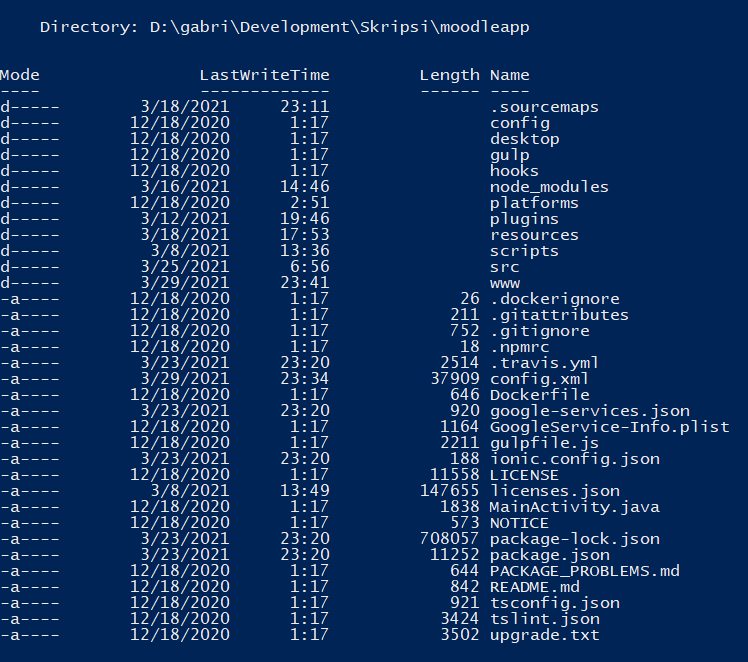 Directory: D:\gabri\Development\Skripsi\moodleapp
Mode                LastWriteTime         Length Name
----                -------------         ------ ----
d-----        3/18/2021     23:11                .sourcemaps
d-----       12/18/2020      1:17                config
d-----       12/18/2020      1:17                desktop
d-----       12/18/2020      1:17                gulp
d-----       12/18/2020      1:17                hooks
d-----        3/16/2021     14:46                node_modules
d-----       12/18/2020      2:51                platforms
d-----        3/12/2021     19:46                plugins
d-----        3/18/2021     17:53                resources
d-----         3/8/2021     13:36                scripts
d-----        3/25/2021      6:56                src
d-----        3/29/2021     23:41                www
-a----       12/18/2020      1:17             26 .dockerignore
-a----       12/18/2020      1:17            211 .gitattributes
-a----       12/18/2020      1:17            752 .gitignore
-a----       12/18/2020      1:17             18 .npmrc
-a----        3/23/2021     23:20           2514 .travis.yml
-a----        3/29/2021     23:34          37909 config.xml
-a----       12/18/2020      1:17            646 Dockerfile
-a----        3/23/2021     23:20            920 google-services.json
-a----       12/18/2020      1:17           1164 GoogleService-Info.plist
-a----       12/18/2020      1:17           2211 gulpfile.js
-a----        3/23/2021     23:20            188 ionic.config.json
-a----       12/18/2020      1:17          11558 LICENSE
-a----         3/8/2021     13:49         147655 licenses.json
-a----       12/18/2020      1:17           1838 MainActivity.java
-a----       12/18/2020      1:17            573 NOTICE
-a----        3/23/2021     23:20         708057 package-lock.json
-a----        3/23/2021     23:20          11252 package.json
-a----       12/18/2020      1:17            644 PACKAGE_PROBLEMS.md
-a----       12/18/2020      1:17            842 README.md
-a----       12/18/2020      1:17            921 tsconfig.json
-a----       12/18/2020      1:17           3424 tslint.json
-a----       12/18/2020      1:17           3502 upgrade.txt